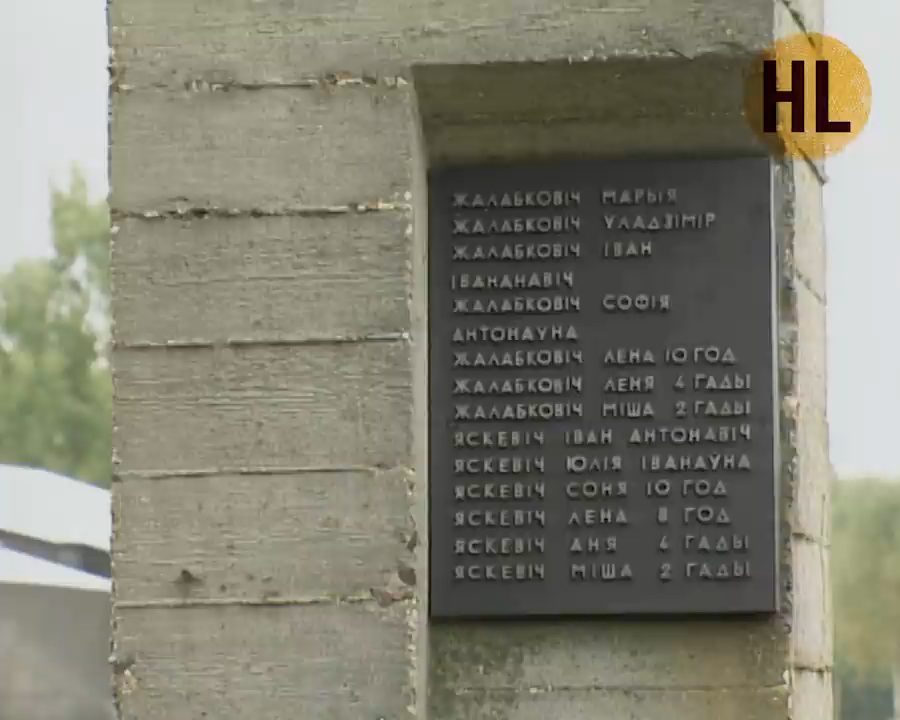 HL
ЖАЛАБКОВІЧ МАРЫЯ
ЖАЛАБКОВІЧ УЛАДЗІМІР
ЖАЛАБКОВІЧ ІВАН
ІВАНАНАВІЧ
ЖАЛАБКОВІЧ СОФІЯ
АНТОНАУНА
ЖАЛАБКОВІЧ ЛЕНА 10 ГОД
ЖАЛАБКОВІЧ ЛЕНЯ 4 ГАДЫ
ЖАЛАБКОВІЧ МІША 2 ГАДЫ
ЯСКЕВІЧ ІВАН АНТОНАВІЧ
ЯСКЕВІЧ ЮЛІЯ ІВАНАЎНА
ЯСКЕВІЧ СОНЯ 10 ГОД
ЯСКЕВІЧ ЛЕНА 8 ГОД
ЯСКЕВІЧ АНЯ 4 ГАДЫ
ЯСКЕВІЧ МІША 2 ГАДЫ